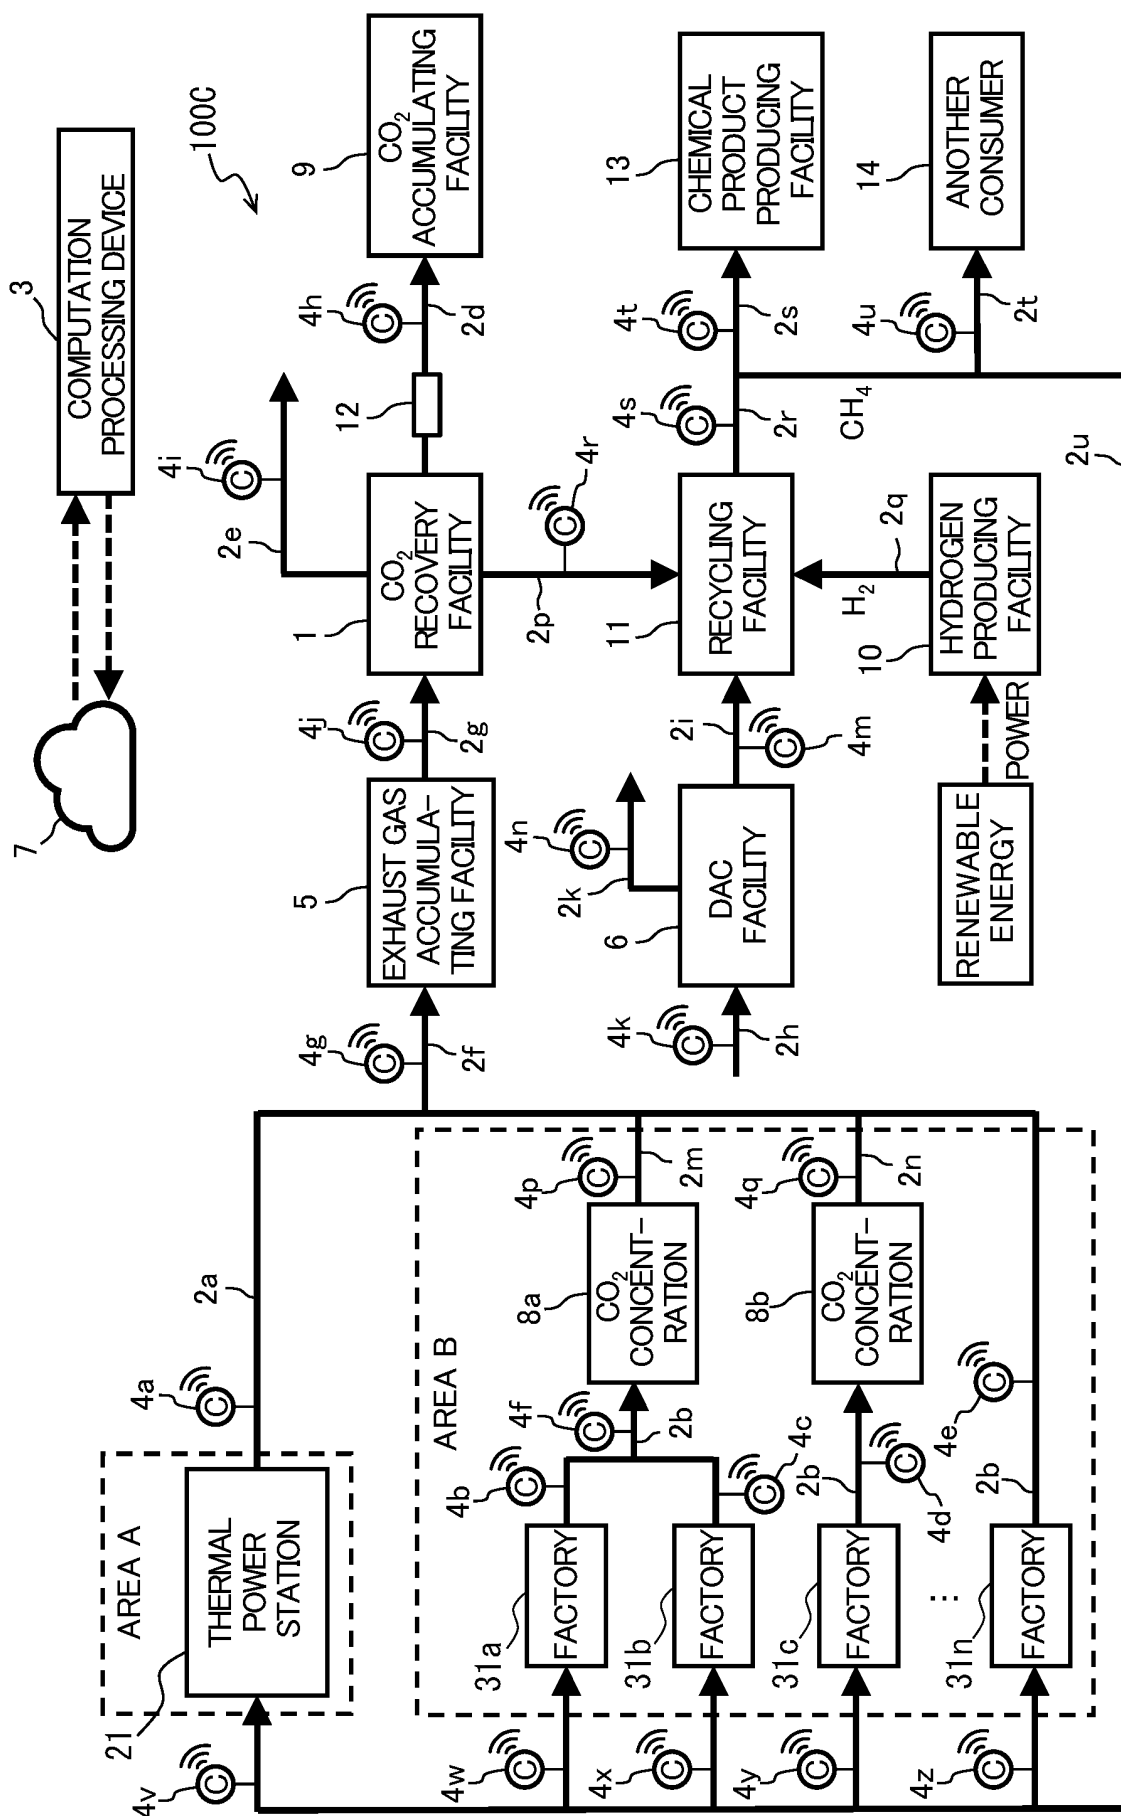 100C
3
COMPUTATION
PROCESSING DEVICE
7
AREA A
21
THERMAL
POWER
STATION
4v
C
4a
C
2a
AREA B
4w
C
31a
FACTORY
4b
C
4f
C
2b
8a
CO2
CONCENT-
RATION
4p
C
2m
4x
C
31b
FACTORY
4c
C
4y
C
31c
FACTORY
2b
4d
C
8b
CO2
CONCENT-
RATION
4q
C
2n
⋯
4z
C
31n
FACTORY
2b
4e
C
4g
C
2f
5
EXHAUST GAS
ACCUMULA-
TING FACILITY
4j
C
2g
1
CO2
RECOVERY
FACILITY
2e
4i
C
12
4h
C
2d
9
CO2
ACCUMULATING
FACILITY
2p
4r
C
4k
C
2h
6
DAC
FACILITY
2k
4n
C
2i
4m
C
11
RECYCLING
FACILITY
4s
C
2r
4t
C
2s
13
CHEMICAL
PRODUCT
PRODUCING
FACILITY
RENEWABLE
ENERGY
POWER
10
HYDROGEN
PRODUCING
FACILITY
H2
2q
CH4
2u
4u
C
2t
14
ANOTHER
CONSUMER